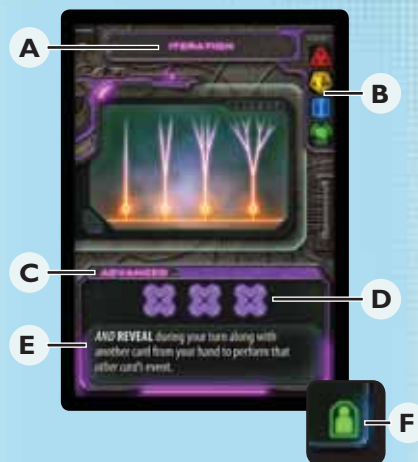 A
ITERATION
B
C
ADVANCED
D
E
AND REVEAL during your turn along with
another card from your hand to perform that
other card's event.
F